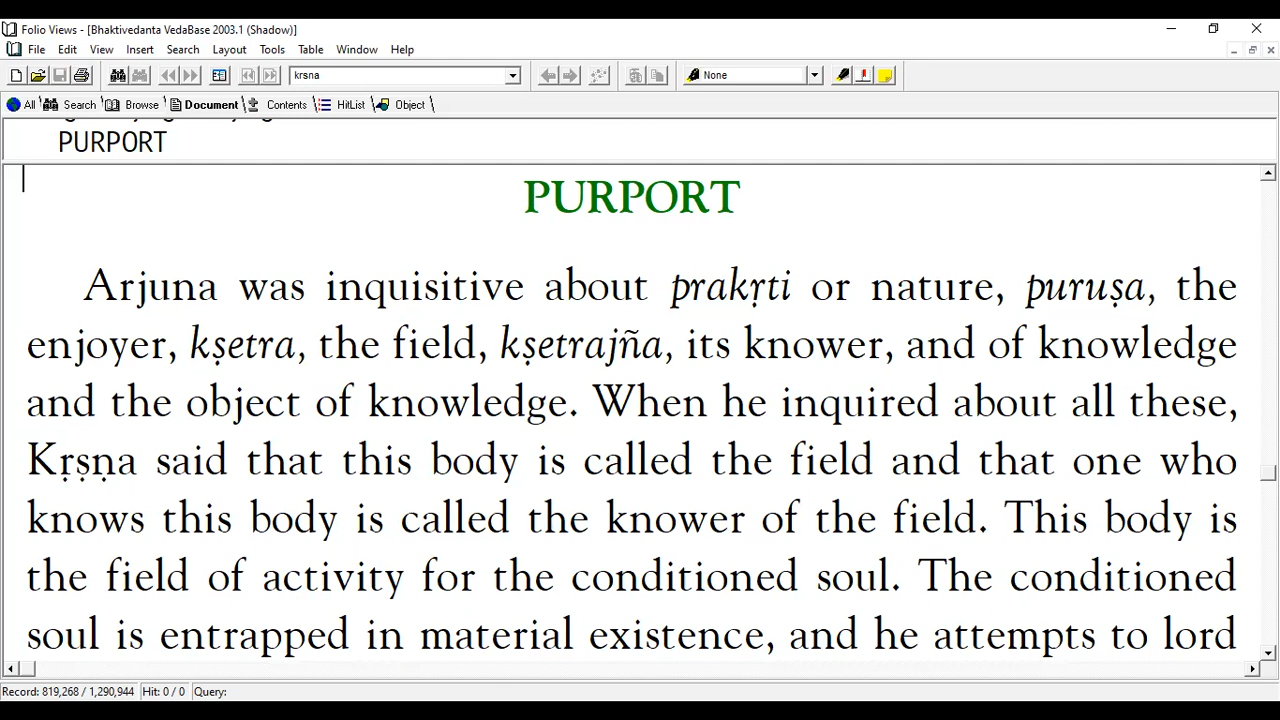 Folio Views - [Bhaktivedanta VedaBase 2003.1 (Shadow)]
File Edit View Insert Search Layout Tools Table Window Help
krsna None
All Search Browse Document Contents HitList Object
PURPORT
PURPORT
Arjuna was inquisitive about prakṛti or nature, puruṣa, the
enjoyer, kṣetra, the field, kṣetrajña, its knower, and of knowledge
and the object of knowledge. When he inquired about all these,
Kṛṣṇa said that this body is called the field and that one who
knows this body is called the knower of the field. This body is
the field of activity for the conditioned soul. The conditioned
soul is entrapped in material existence, and he attempts to lord
Record: 819,268 / 1,290,944 Hit: 0 / 0 Query: